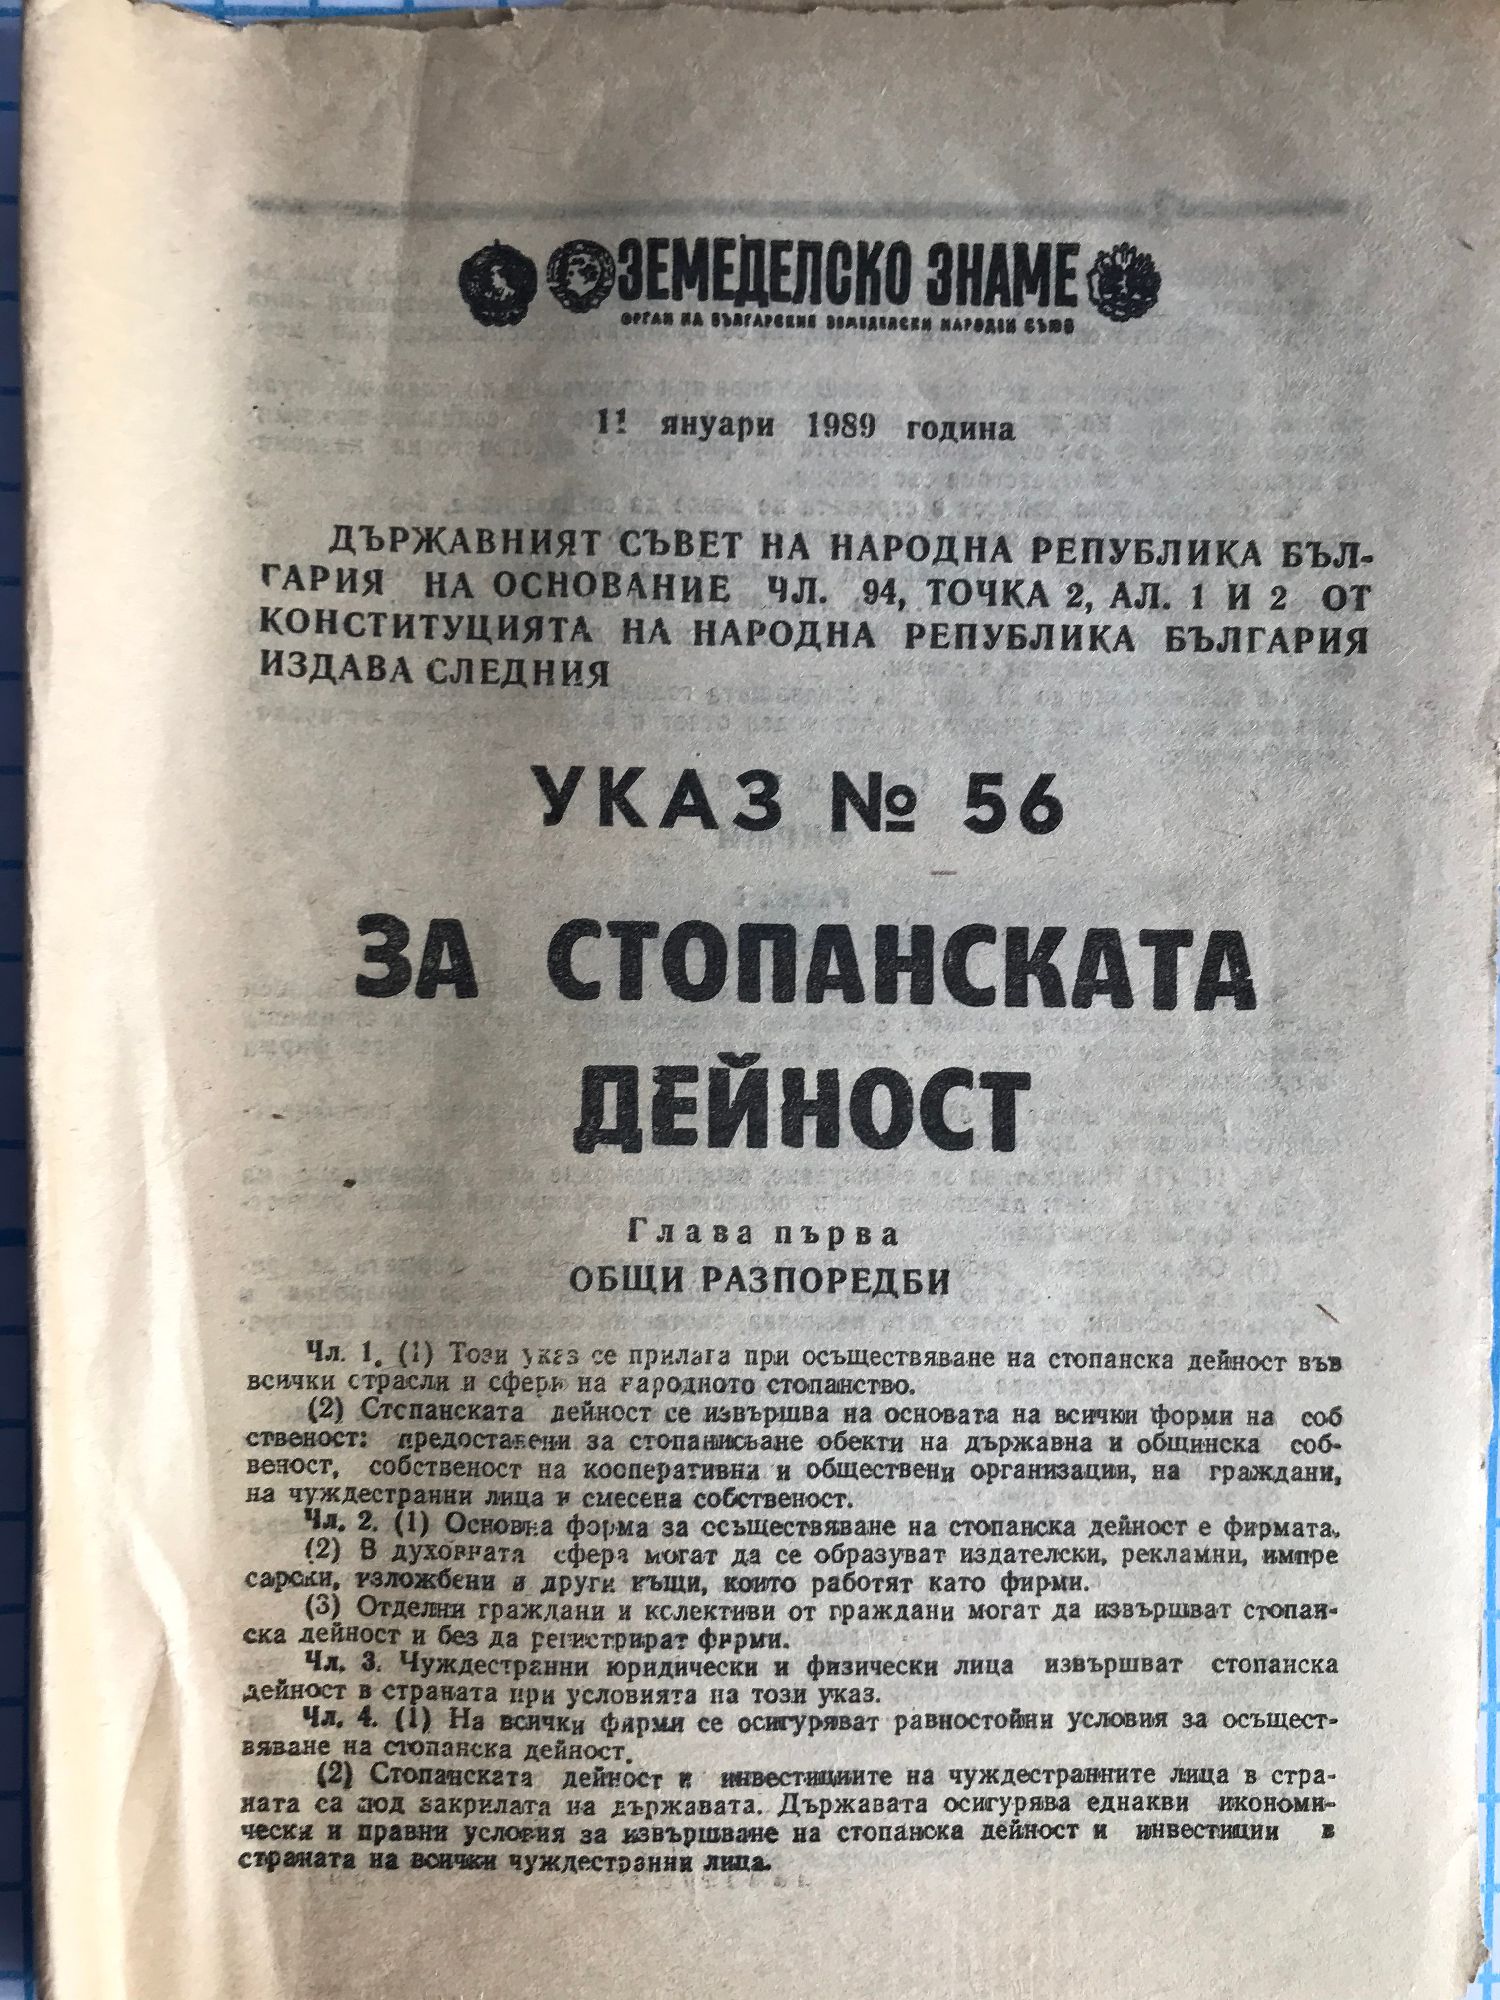 ЗЕМЕДЕЛСКО ЗНАМЕ
ОРГАН НА БЪЛГАРСКИЯ ЗЕМЕДЕЛСКИ НАРОДЕН СЪЮЗ
11 януари 1989 година
ДЪРЖАВНИЯТ СЪВЕТ НА НАРОДНА РЕПУБЛИКА БЪЛ-
ГАРИЯ НА ОСНОВАНИЕ ЧЛ. 94, ТОЧКА 2, АЛ. 1 И 2 ОТ
КОНСТИТУЦИЯТА НА НАРОДНА РЕПУБЛИКА БЪЛГАРИЯ
ИЗДАВА СЛЕДНИЯ
УКАЗ № 56
ЗА СТОПАНСКАТА
ДЕЙНОСТ
Глава първа
ОБЩИ РАЗПОРЕДБИ
Чл. 1. (1) Този указ се прилага при осъществяване на стопанска дейност във
всички отрасли и сфери на народното стопанство.
(2) Стопанската дейност се извършва на основата на всички форми на соб
ственост: предоставени за стопанисване обекти на държавна и общинска соб-
веност, собственост на кооперативни и обществени организации, на граждани,
на чуждестранни лица и смесена собственост.
Чл. 2. (1) Основна форма за осъществяване на стопанска дейност е фирмата.
(2) В духовната сфера могат да се образуват издателски, рекламни, импре
сарски, изложбени и други къщи, които работят като фирми.
(3) Отделни граждани и колективи от граждани могат да извършват стопан-
ска дейност и без да регистрират фирми.
Чл. 3. Чуждестранни юридически и физически лица извършват стопанска
дейност в страната при условията на този указ.
Чл. 4. (1) На всички фирми се осигуряват равностойни условия за осъщест-
вяване на стопанска дейност.
(2) Стопанската дейност и инвестициите на чуждестранните лица в стра-
ната са под закрилата на държавата. Държавата осигурява еднакви икономи-
чески и правни условия за извършване на стопанска дейност и инвестиции в
страната на всички чуждестранни лица.